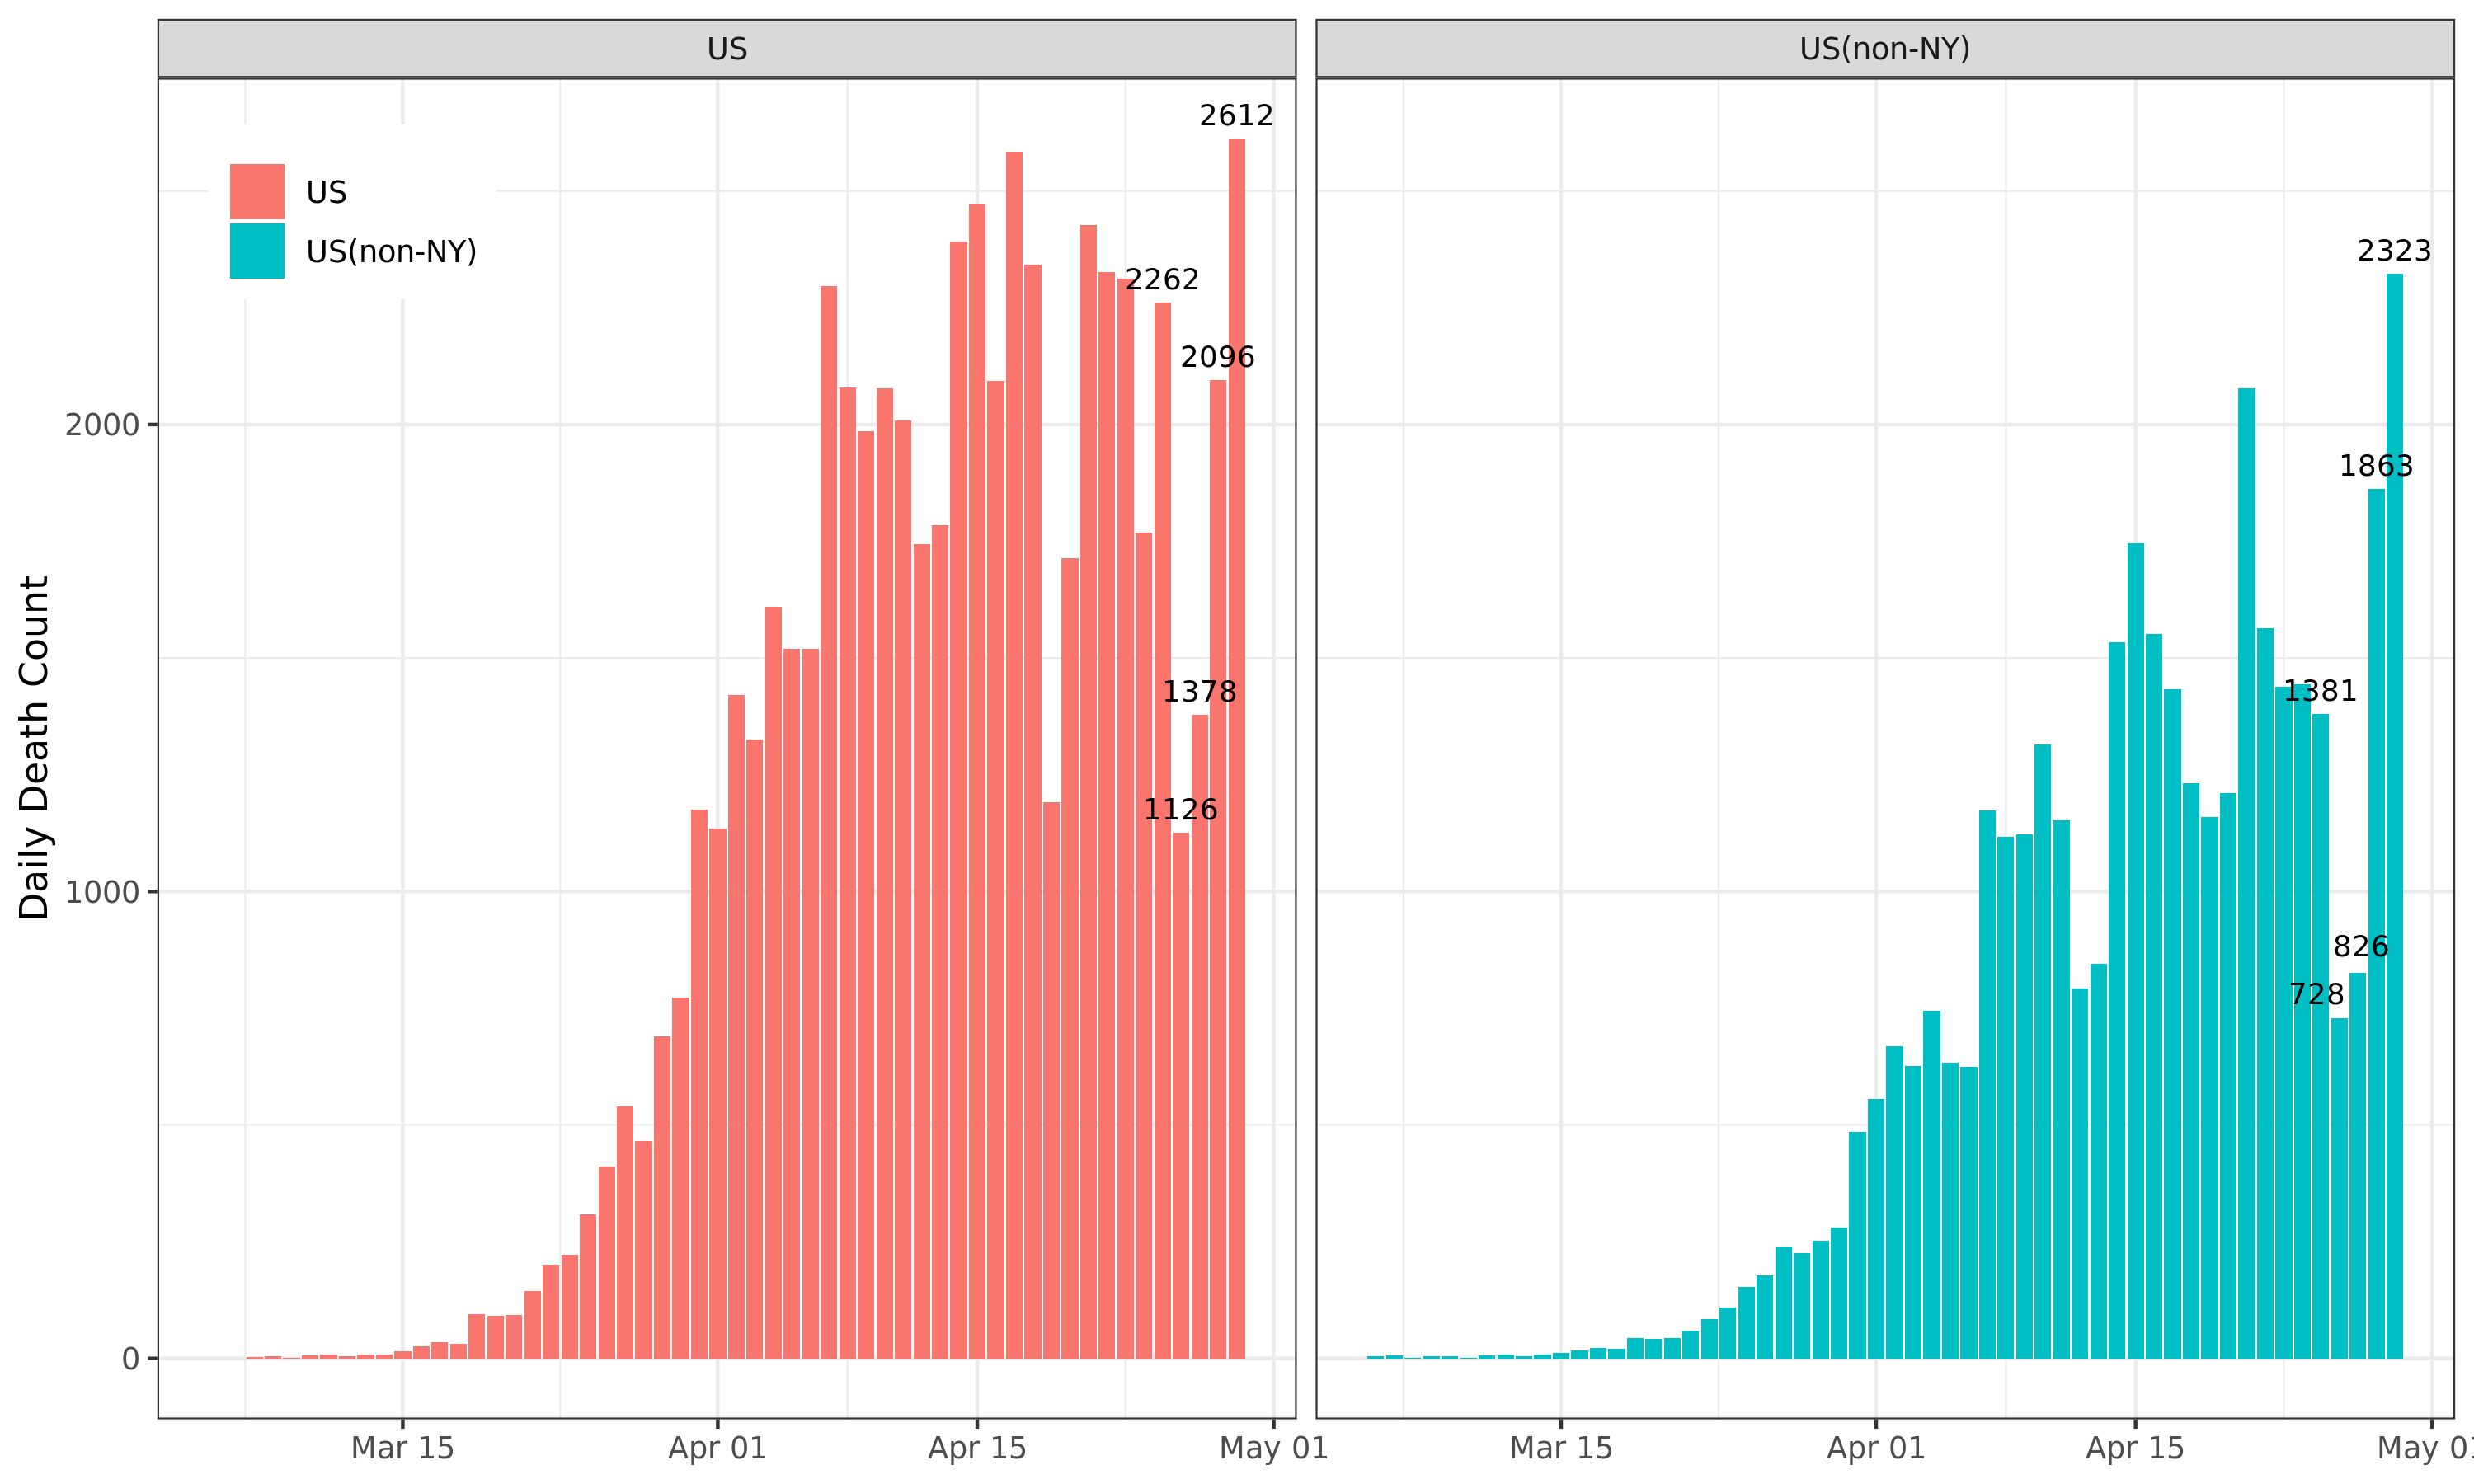 US
US(non-NY)
US
US(non-NY)
2612
2262
2096
1378
1126
2323
1863
1381
826
728
Daily Death Count
2000
1000
0
Mar 15
Apr 01
Apr 15
May 01
Mar 15
Apr 01
Apr 15
May 01